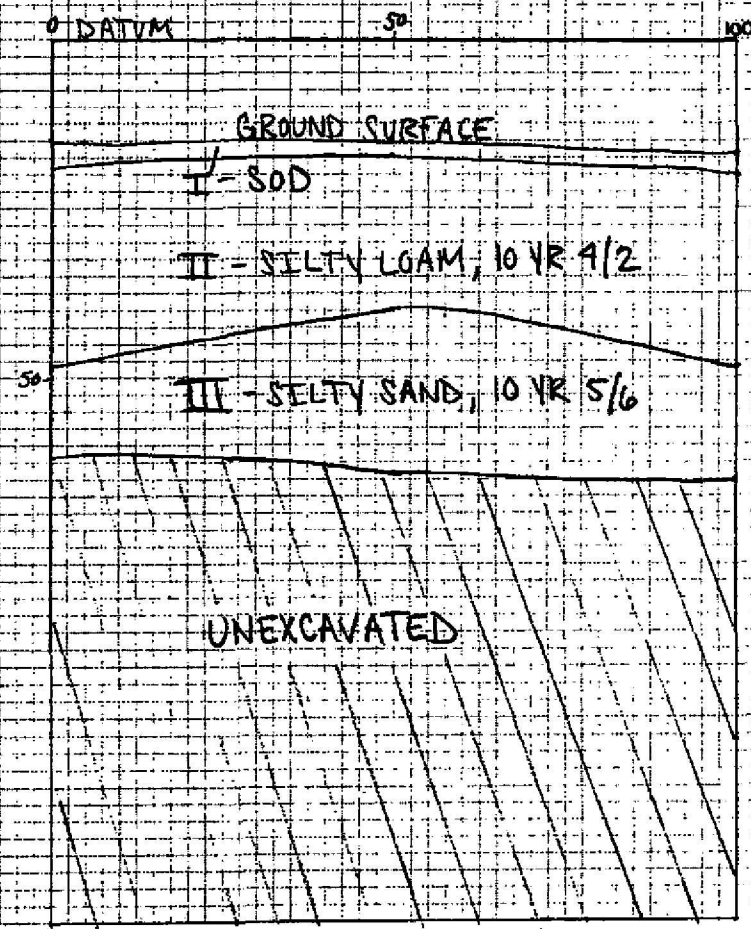 0 DATUM 50 100
GROUND SURFACE
I - SOD
II - SILTY LOAM, 10 YR 4/2
50
III - SILTY SAND, 10 YR 5/6
UNEXCAVATED